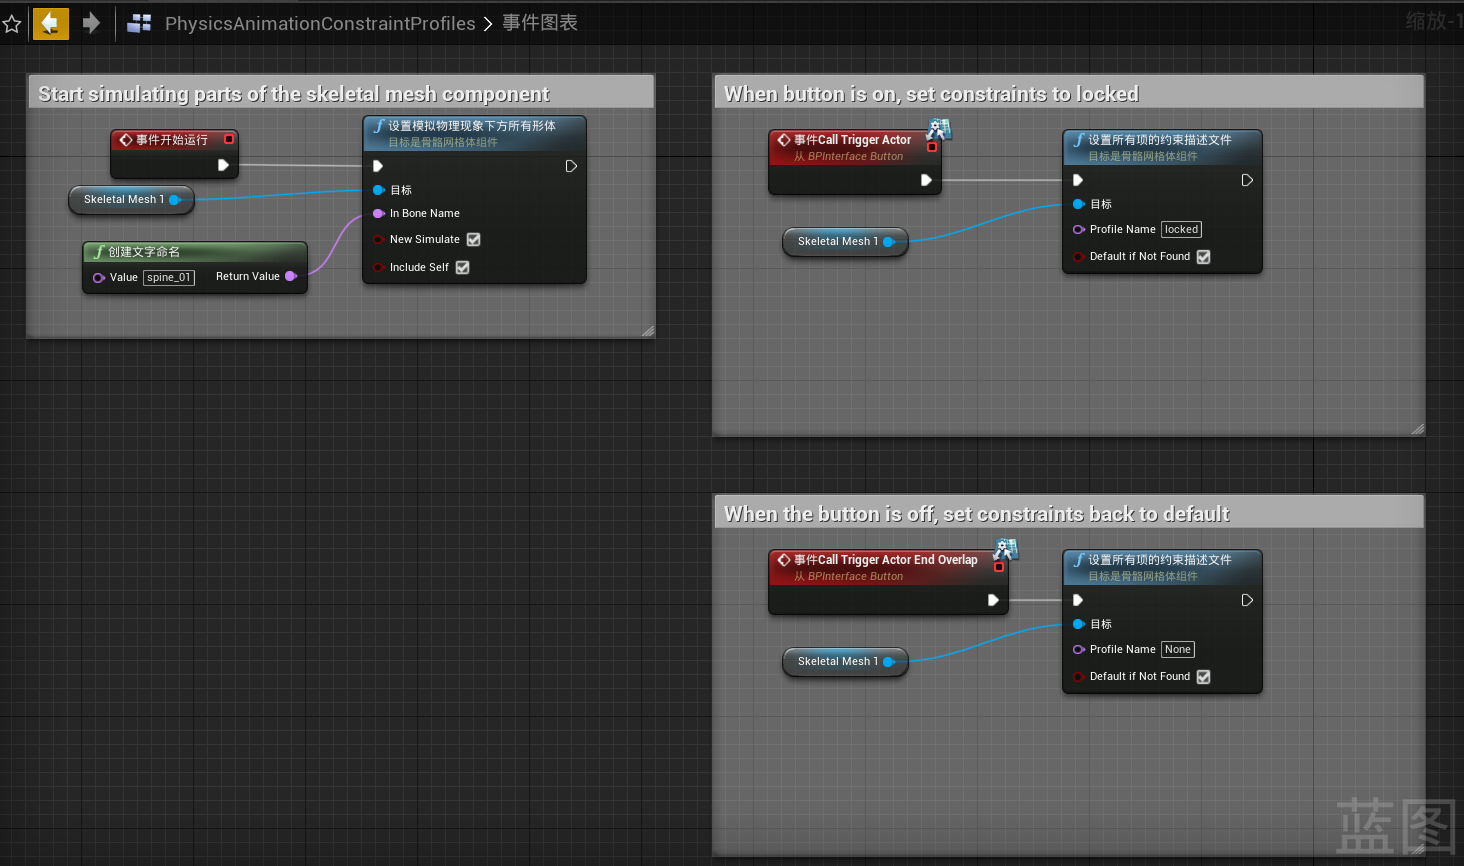 PhysicsAnimationConstraintProfiles > 事件图表
缩放-1
Start simulating parts of the skeletal mesh component
事件开始运行
Skeletal Mesh 1
创建文字命名
Value spine_01 Return Value
设置模拟物理现象下方所有形体
目标是骨骼网格体组件
目标
In Bone Name
New Simulate
Include Self
When button is on, set constraints to locked
事件Call Trigger Actor
从 BPInterface Button
Skeletal Mesh 1
设置所有项的约束描述文件
目标是骨骼网格体组件
目标
Profile Name locked
Default if Not Found
When the button is off, set constraints back to default
事件Call Trigger Actor End Overlap
从 BPInterface Button
Skeletal Mesh 1
设置所有项的约束描述文件
目标是骨骼网格体组件
目标
Profile Name None
Default if Not Found
蓝图